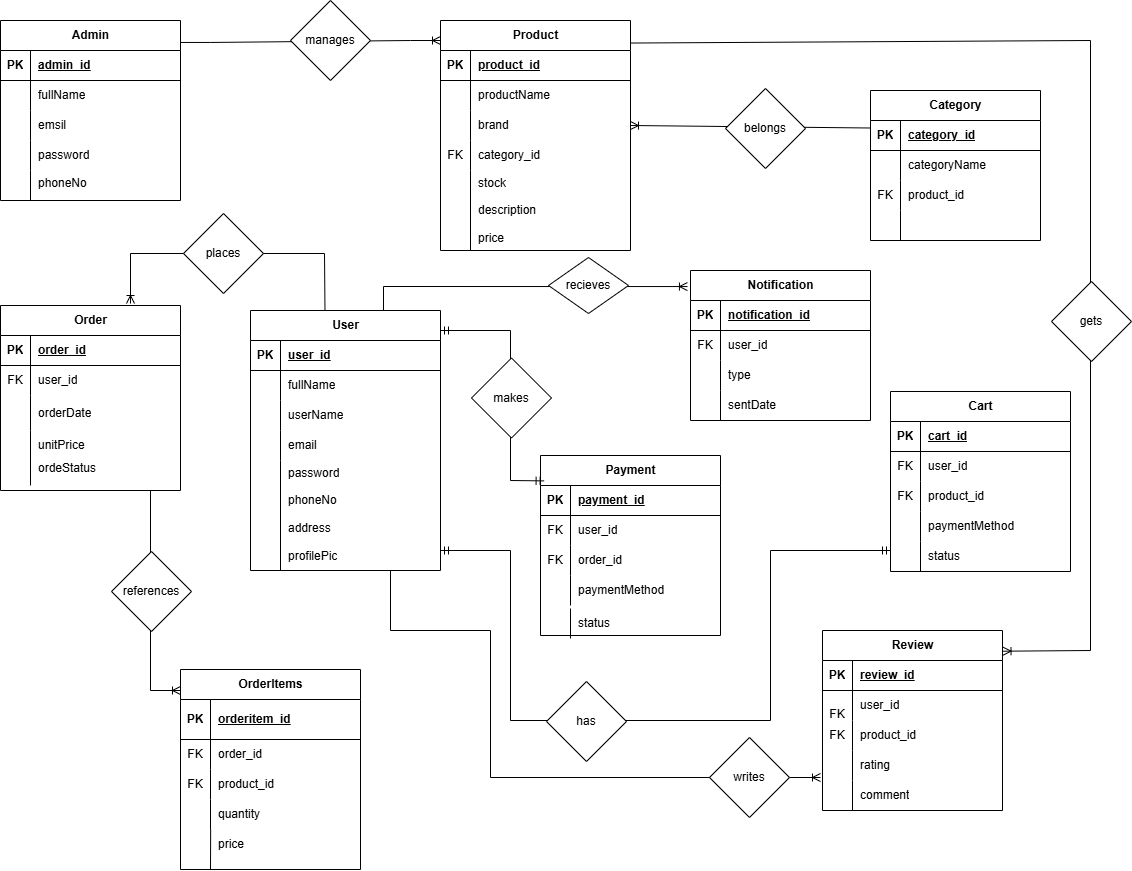 Admin
PK admin_id
fullName
emsil
password
phoneNo
manages
Product
PK product_id
productName
brand
FK category_id
stock
description
price
belongs
Category
PK category_id
categoryName
FK product_id
places
recieves
gets
Order
PK order_id
FK user_id
orderDate
unitPrice
ordeStatus
User
PK user_id
fullName
userName
email
password
phoneNo
address
profilePic
makes
Notification
PK notification_id
FK user_id
type
sentDate
Cart
PK cart_id
FK user_id
FK product_id
paymentMethod
status
Payment
PK payment_id
FK user_id
FK order_id
paymentMethod
status
references
OrderItems
PK orderitem_id
FK order_id
FK product_id
quantity
price
has
writes
Review
PK review_id
FK user_id
FK product_id
rating
comment